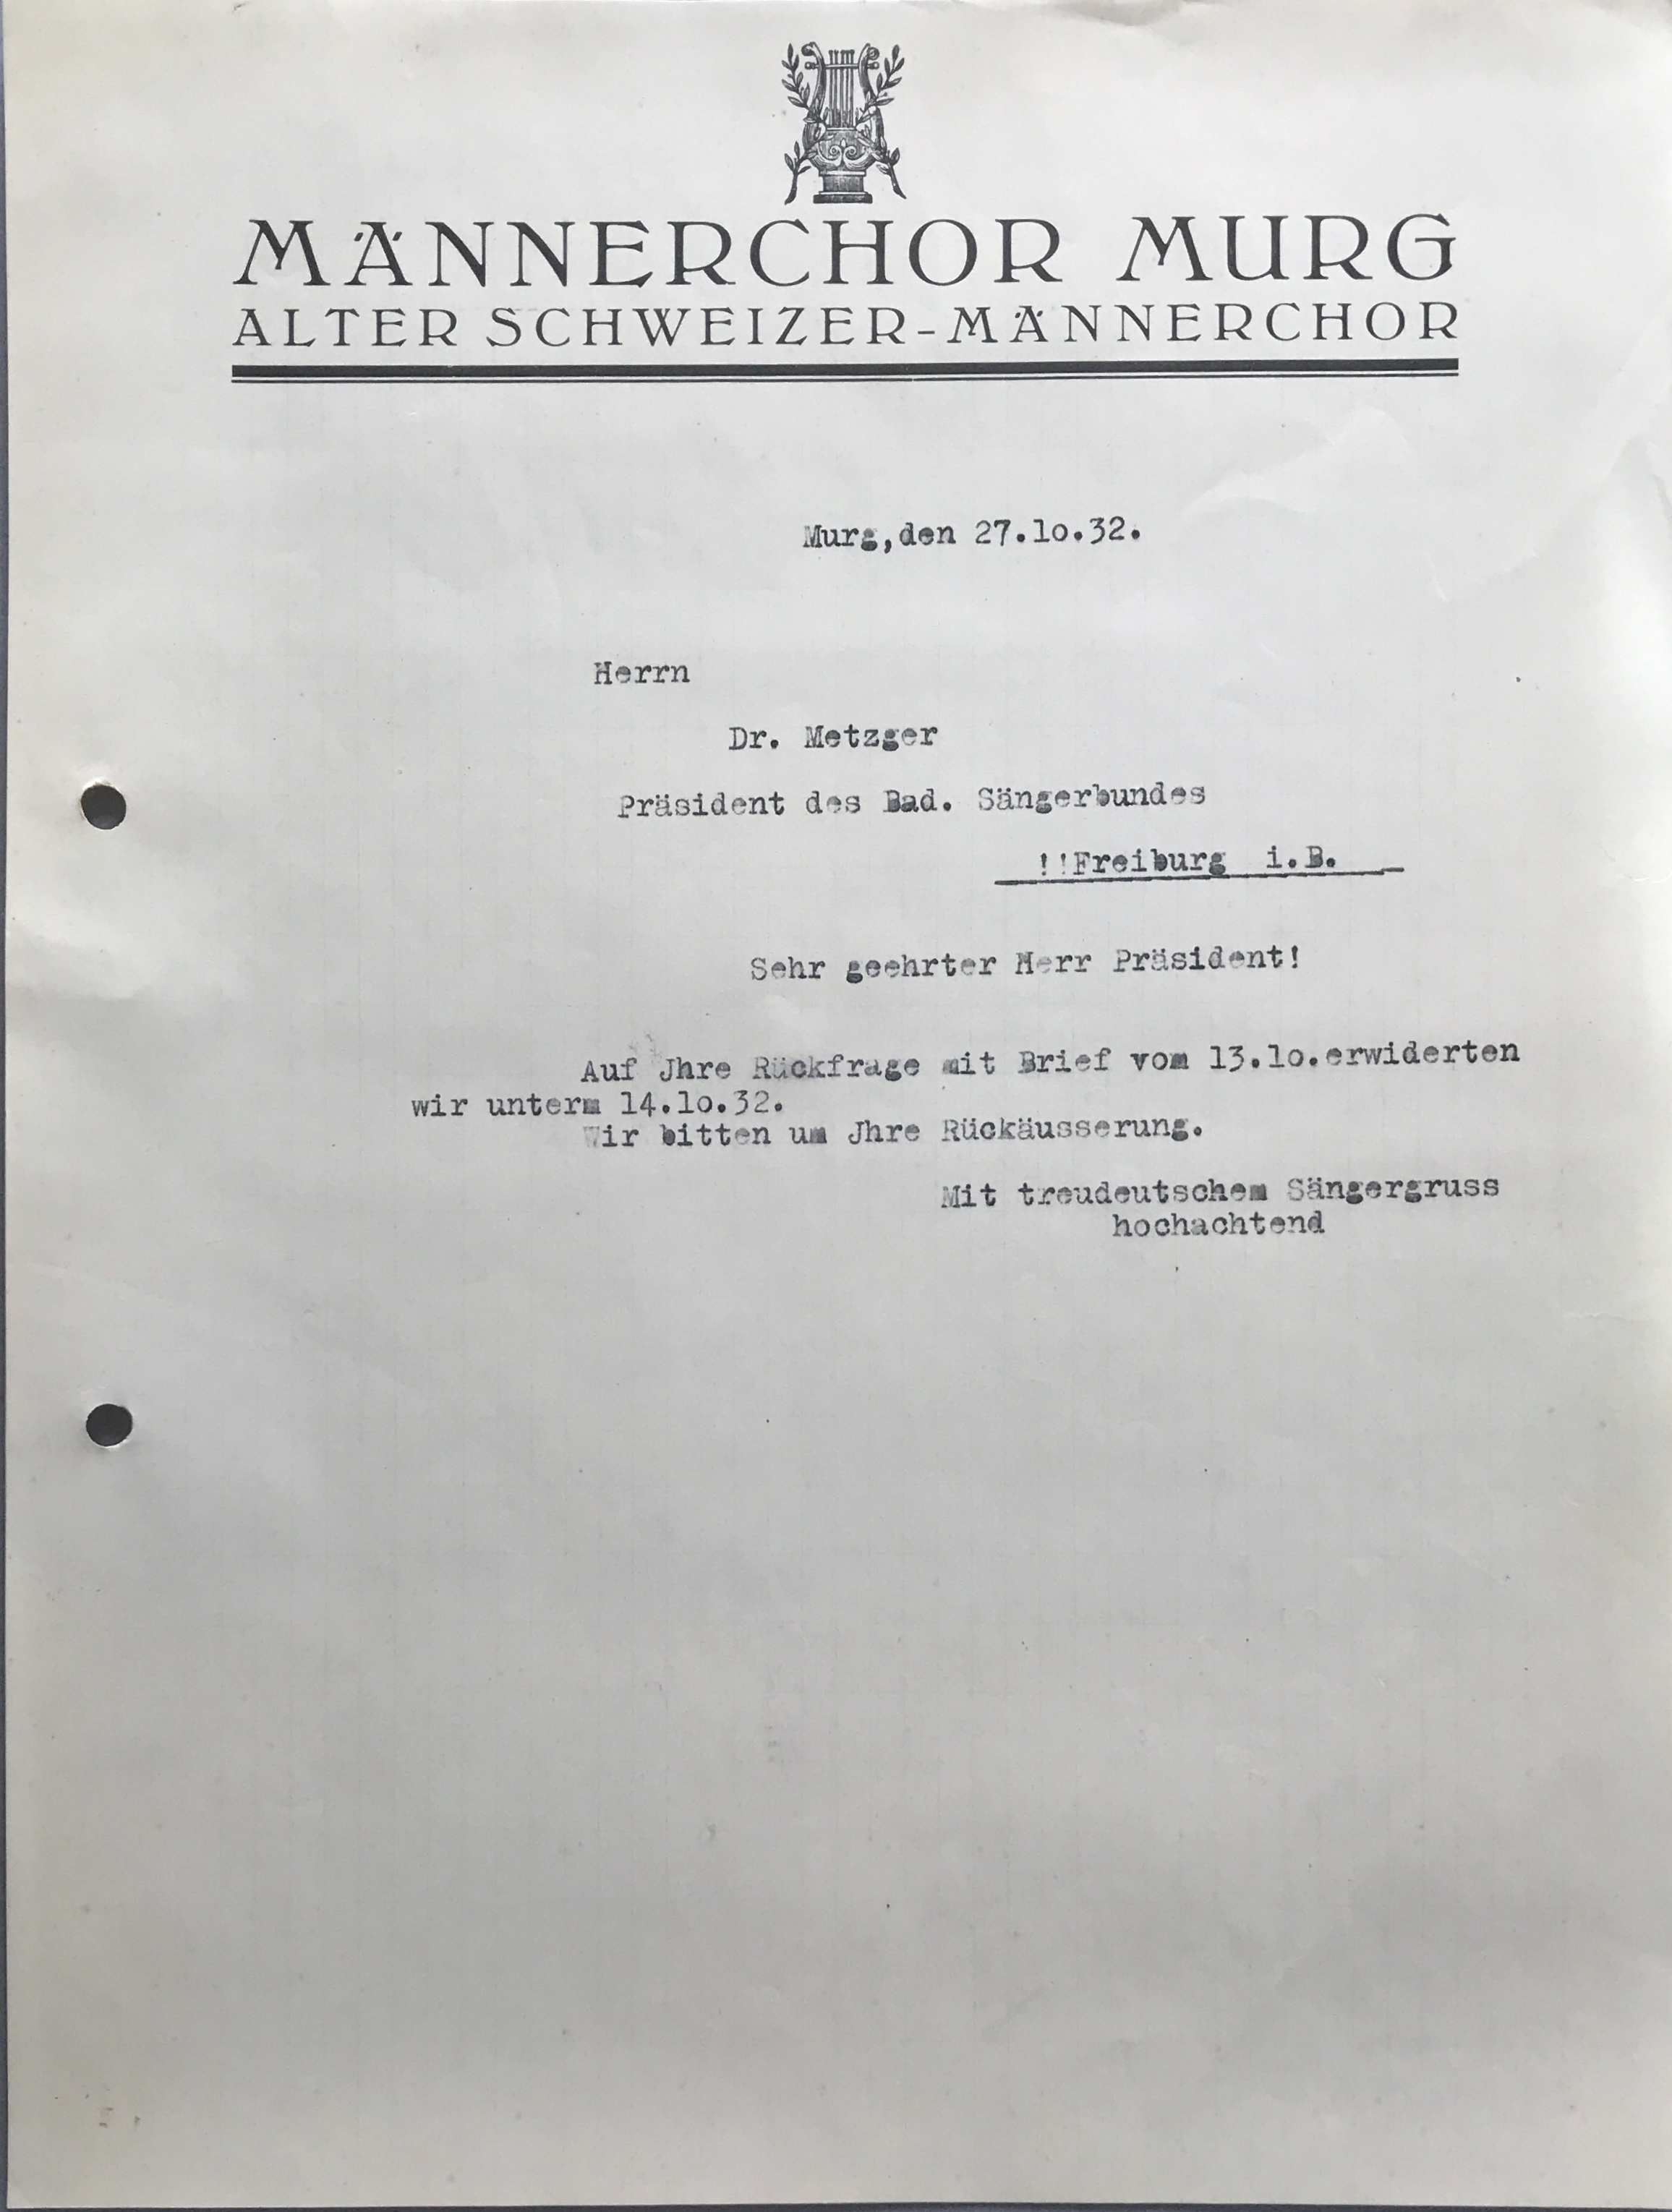 MÄNNERCHOR MURG
ALTER SCHWEIZER-MÄNNERCHOR
Murg,den 27.1o.32.
Herrn
Dr. Metzger
Präsident des Bad. Sängerbundes
!!Freiburg i.B.
Sehr geehrter Herr Präsident!
Auf Jhre Rückfrage mit Brief vom 13.1o.erwiderten
wir unterm 14.1o.32.
Wir bitten um Jhre Rückäusserung.
Mit treudeutschem Sängergruss
hochachtend